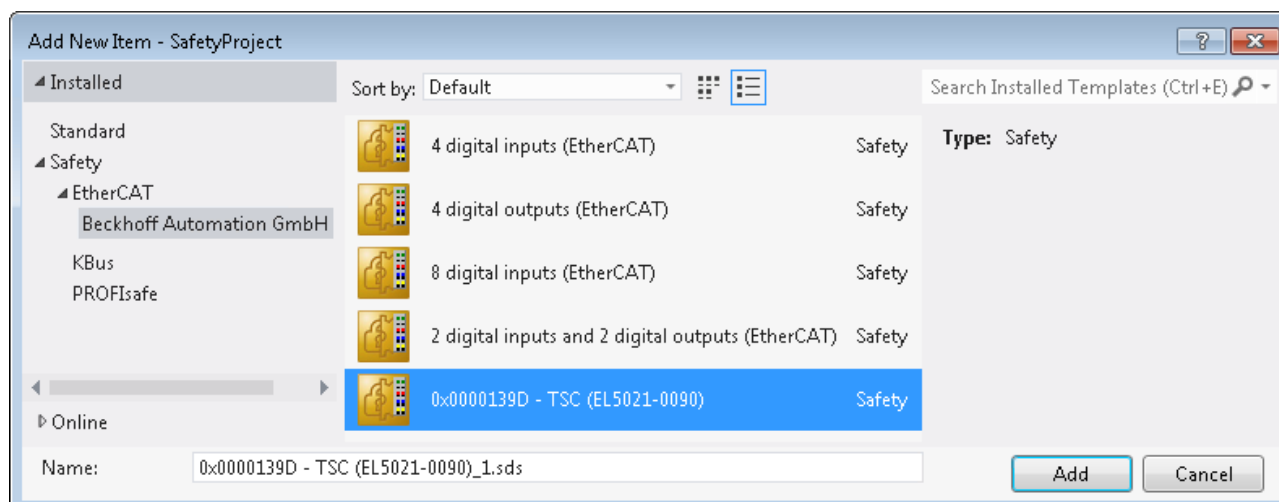 Add New Item - SafetyProject
Installed
Sort by: Default
Search Installed Templates (Ctrl+E)
Standard
Safety
EtherCAT
Beckhoff Automation GmbH
KBus
PROFIsafe
Online
4 digital inputs (EtherCAT) Safety
4 digital outputs (EtherCAT) Safety
8 digital inputs (EtherCAT) Safety
2 digital inputs and 2 digital outputs (EtherCAT) Safety
0x0000139D - TSC (EL5021-0090) Safety
Type: Safety
Name: 0x0000139D - TSC (EL5021-0090)_1.sds
Add Cancel